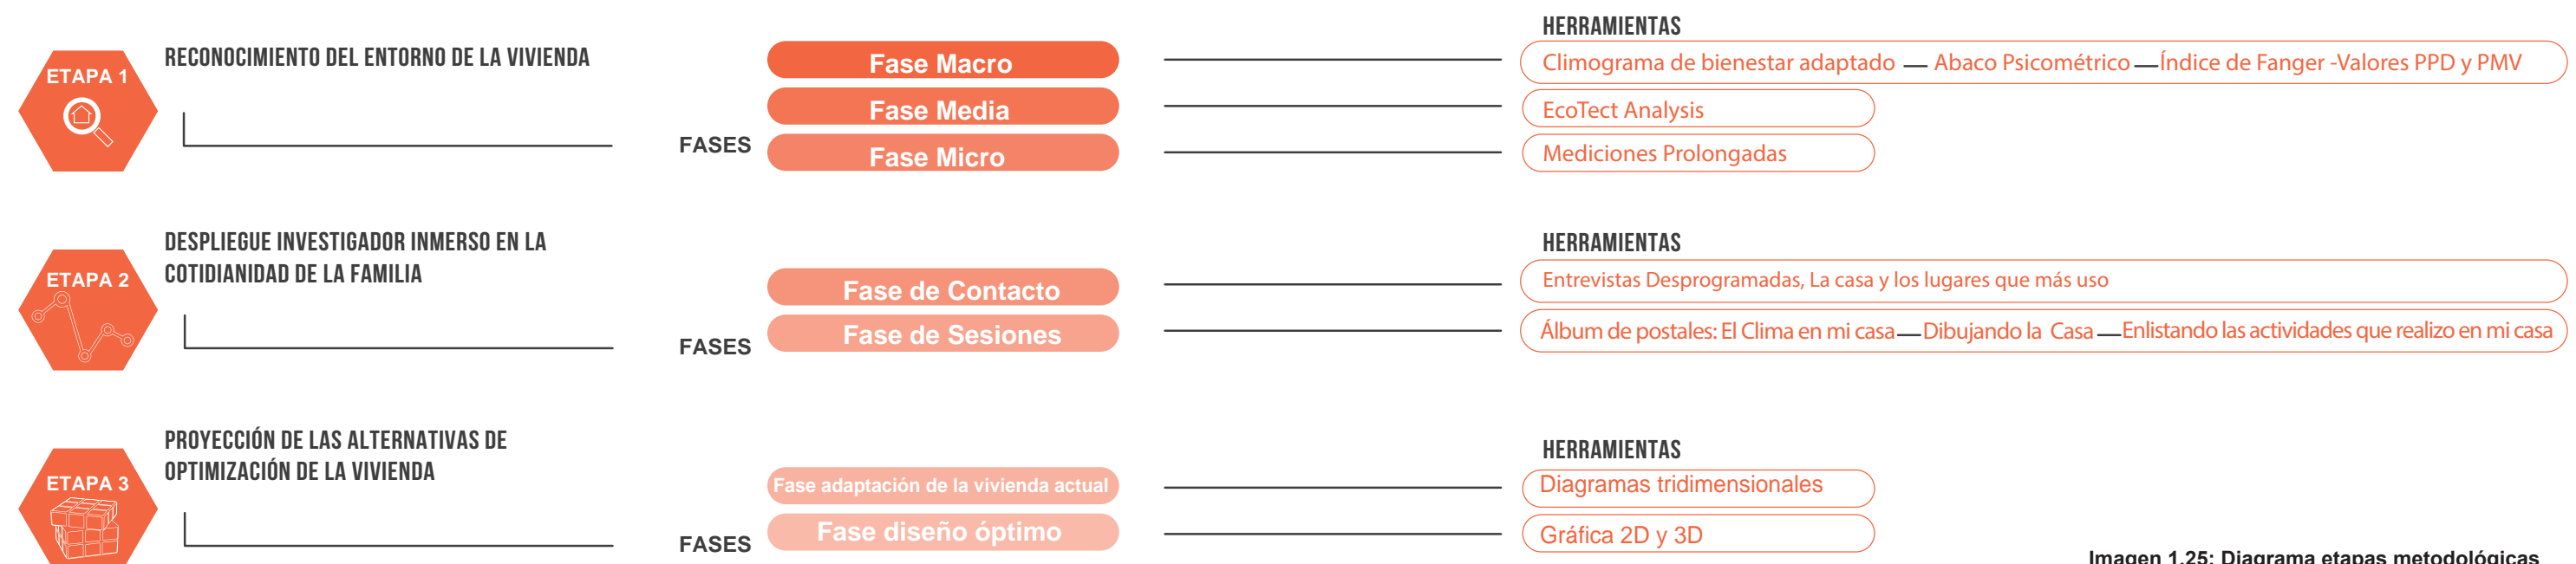 ETAPA 1
RECONOCIMIENTO DEL ENTORNO DE LA VIVIENDA
FASES
Fase Macro
Fase Media
Fase Micro
HERRAMIENTAS
Climograma de bienestar adaptado — Abaco Psicométrico — Índice de Fanger -Valores PPD y PMV
EcoTect Analysis
Mediciones Prolongadas
ETAPA 2
DESPLIEGUE INVESTIGADOR INMERSO EN LA
COTIDIANIDAD DE LA FAMILIA
FASES
Fase de Contacto
Fase de Sesiones
HERRAMIENTAS
Entrevistas Desprogramadas, La casa y los lugares que más uso
Álbum de postales: El Clima en mi casa — Dibujando la Casa — Enlistando las actividades que realizo en mi casa
ETAPA 3
PROYECCIÓN DE LAS ALTERNATIVAS DE
OPTIMIZACIÓN DE LA VIVIENDA
FASES
Fase adaptación de la vivienda actual
Fase diseño óptimo
HERRAMIENTAS
Diagramas tridimensionales
Gráfica 2D y 3D
Imagen 1.25: Diagrama etapas metodológicas